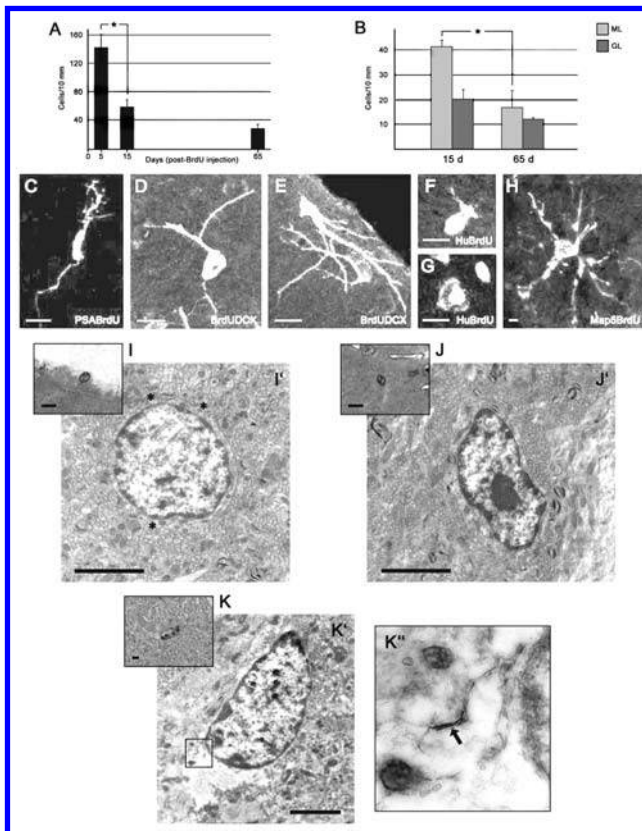 A
B
ML
GL
*
*
160
120
80
40
Cells/10 mm
40
30
20
10
Cells/10 mm
0 5 15 Days (post-BrdU injection) 65
15 d 65 d
C
D
E
F
G
H
PSABrdU
BrdUDCX
BrdUDCX
HuBrdU
HuBrdU
Map5BrdU
I
I'
*
*
*
J
J'
K
K'
K"